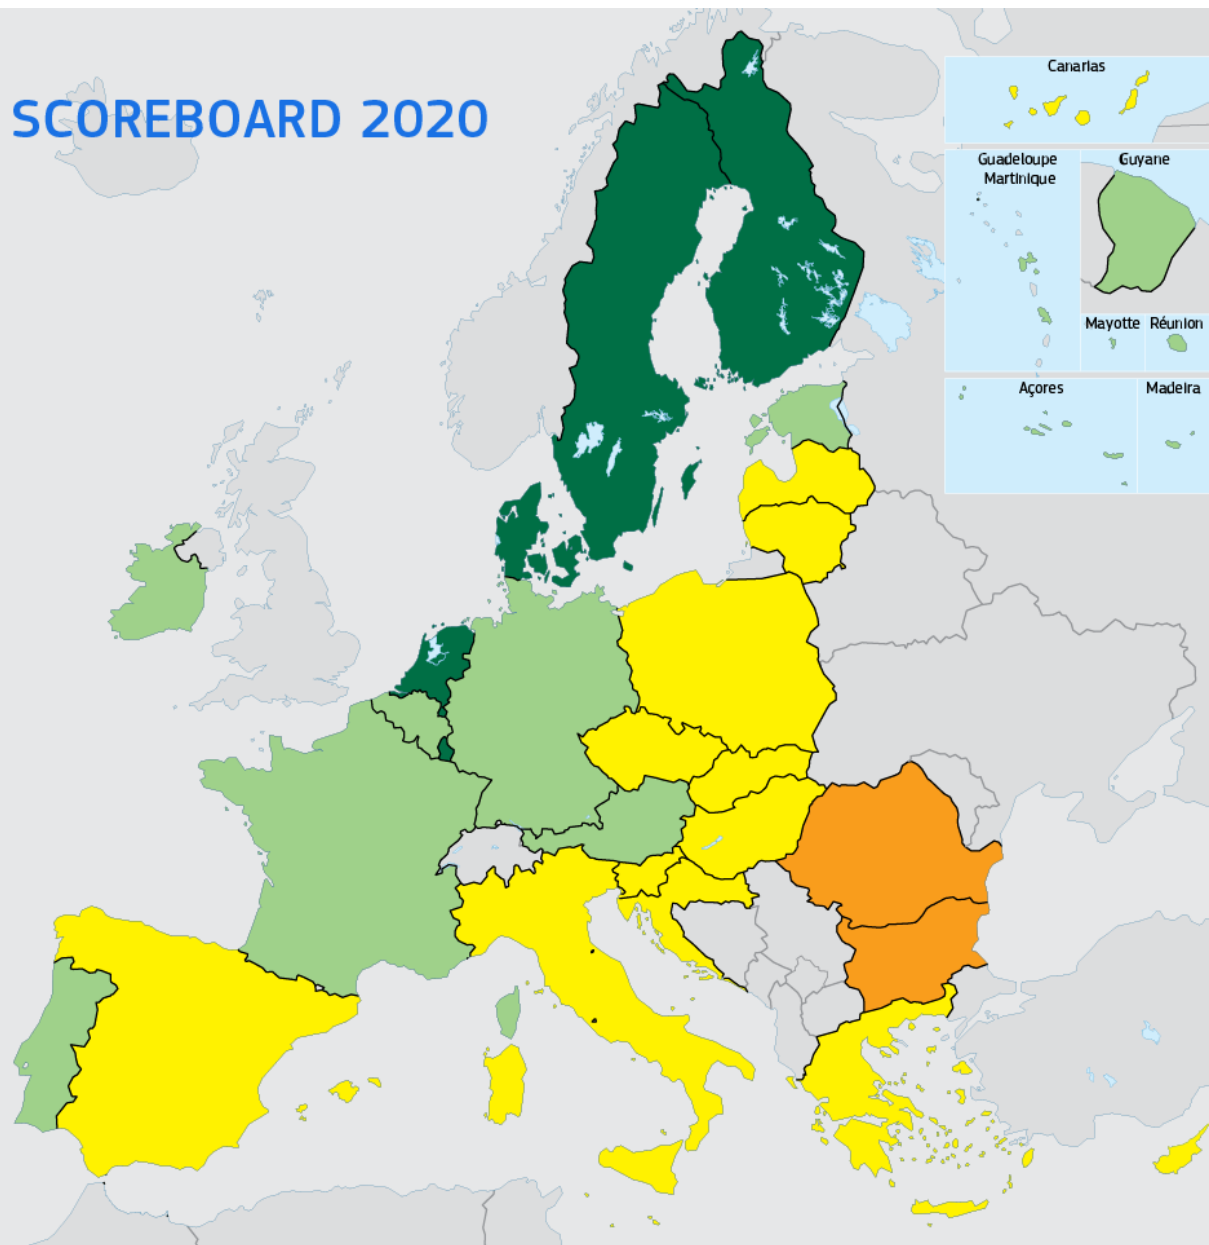 SCOREBOARD 2020
Canarias
Guadeloupe
Martinique
Guyane
Mayotte
Réunion
Açores
Madeira